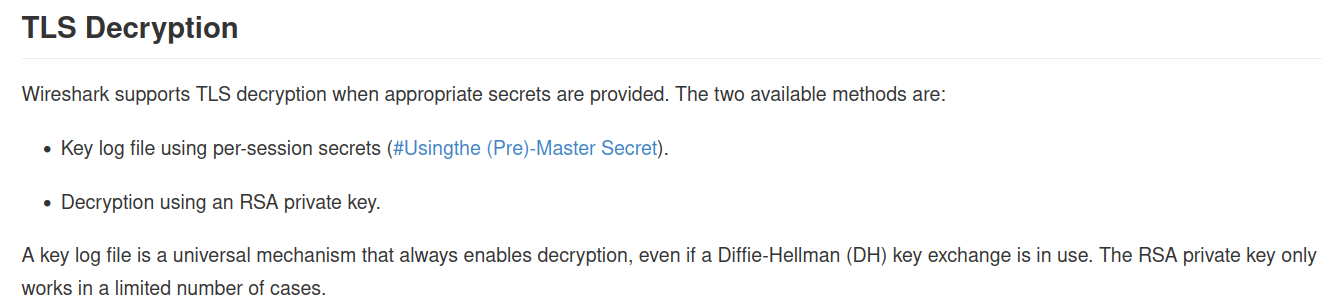 TLS Decryption
Wireshark supports TLS decryption when appropriate secrets are provided. The two available methods are:
• Key log file using per-session secrets (#Usingthe (Pre)-Master Secret).
• Decryption using an RSA private key.
A key log file is a universal mechanism that always enables decryption, even if a Diffie-Hellman (DH) key exchange is in use. The RSA private key only
works in a limited number of cases.